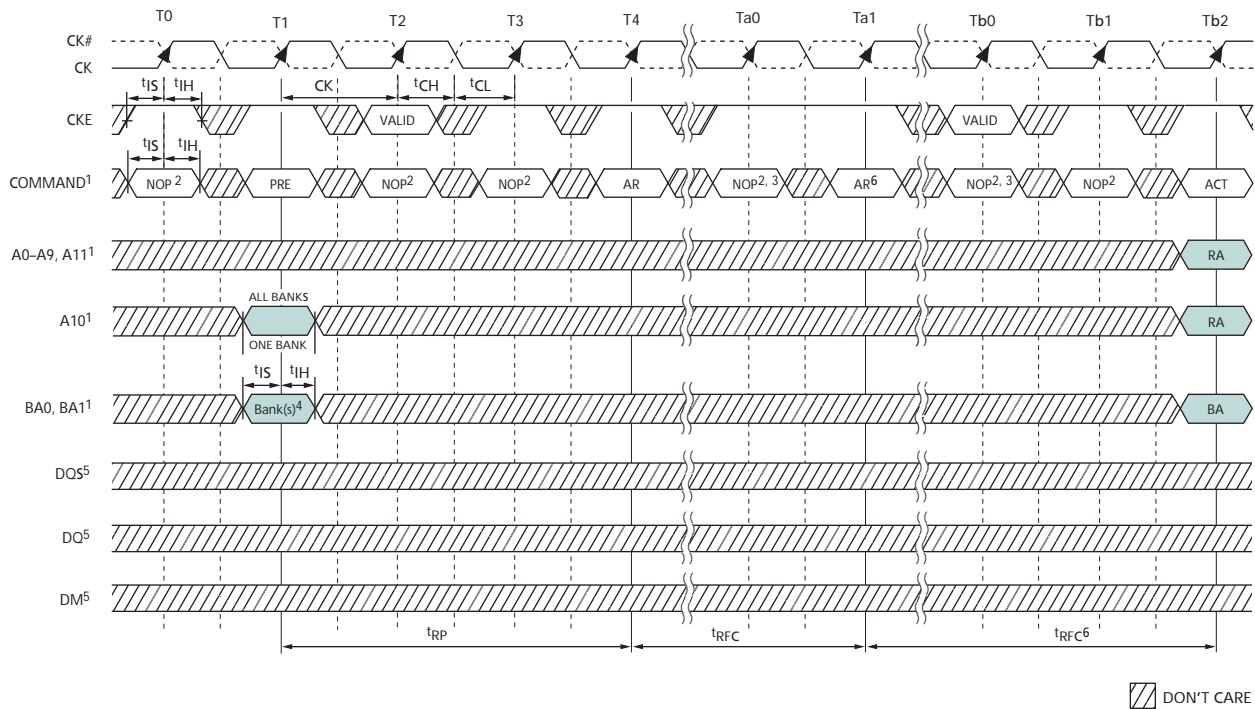 T0 T1 T2 T3 T4 Ta0 Ta1 Tb0 Tb1 Tb2
CK#
CK
tIS tIH CK tCH tCL
CKE VALID VALID
tIS tIH
COMMAND1 NOP2 PRE NOP2 NOP2 AR NOP2, 3 AR6 NOP2, 3 NOP2 ACT
A0–A9, A111 RA
ALL BANKS
A101 RA
ONE BANK
tIS tIH
BA0, BA11 Bank(s)4 BA
DQS5
DQ5
DM5
tRP tRFC tRFC6
DON'T CARE